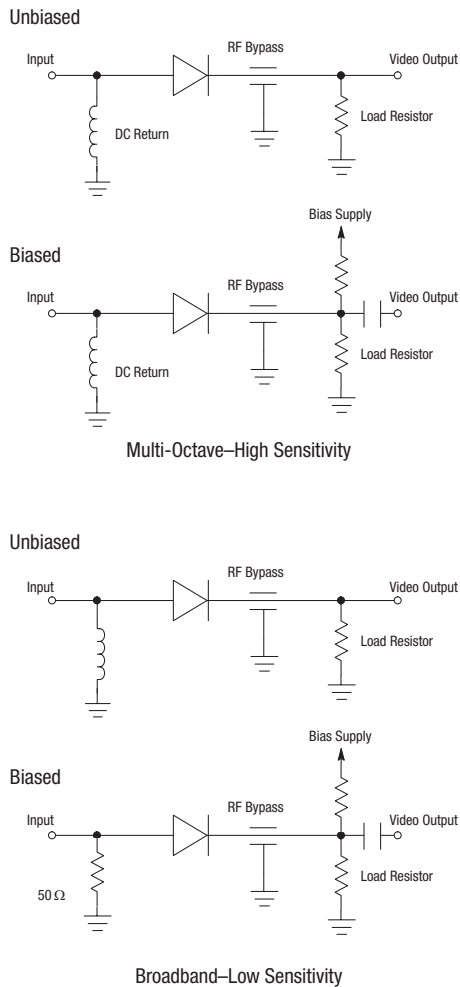 Unbiased
Input
RF Bypass
Video Output
DC Return
Load Resistor
Bias Supply
Biased
Input
RF Bypass
Video Output
DC Return
Load Resistor
Multi-Octave–High Sensitivity
Unbiased
Input
RF Bypass
Video Output
Load Resistor
Bias Supply
Biased
Input
RF Bypass
Video Output
50 Ω
Load Resistor
Broadband–Low Sensitivity